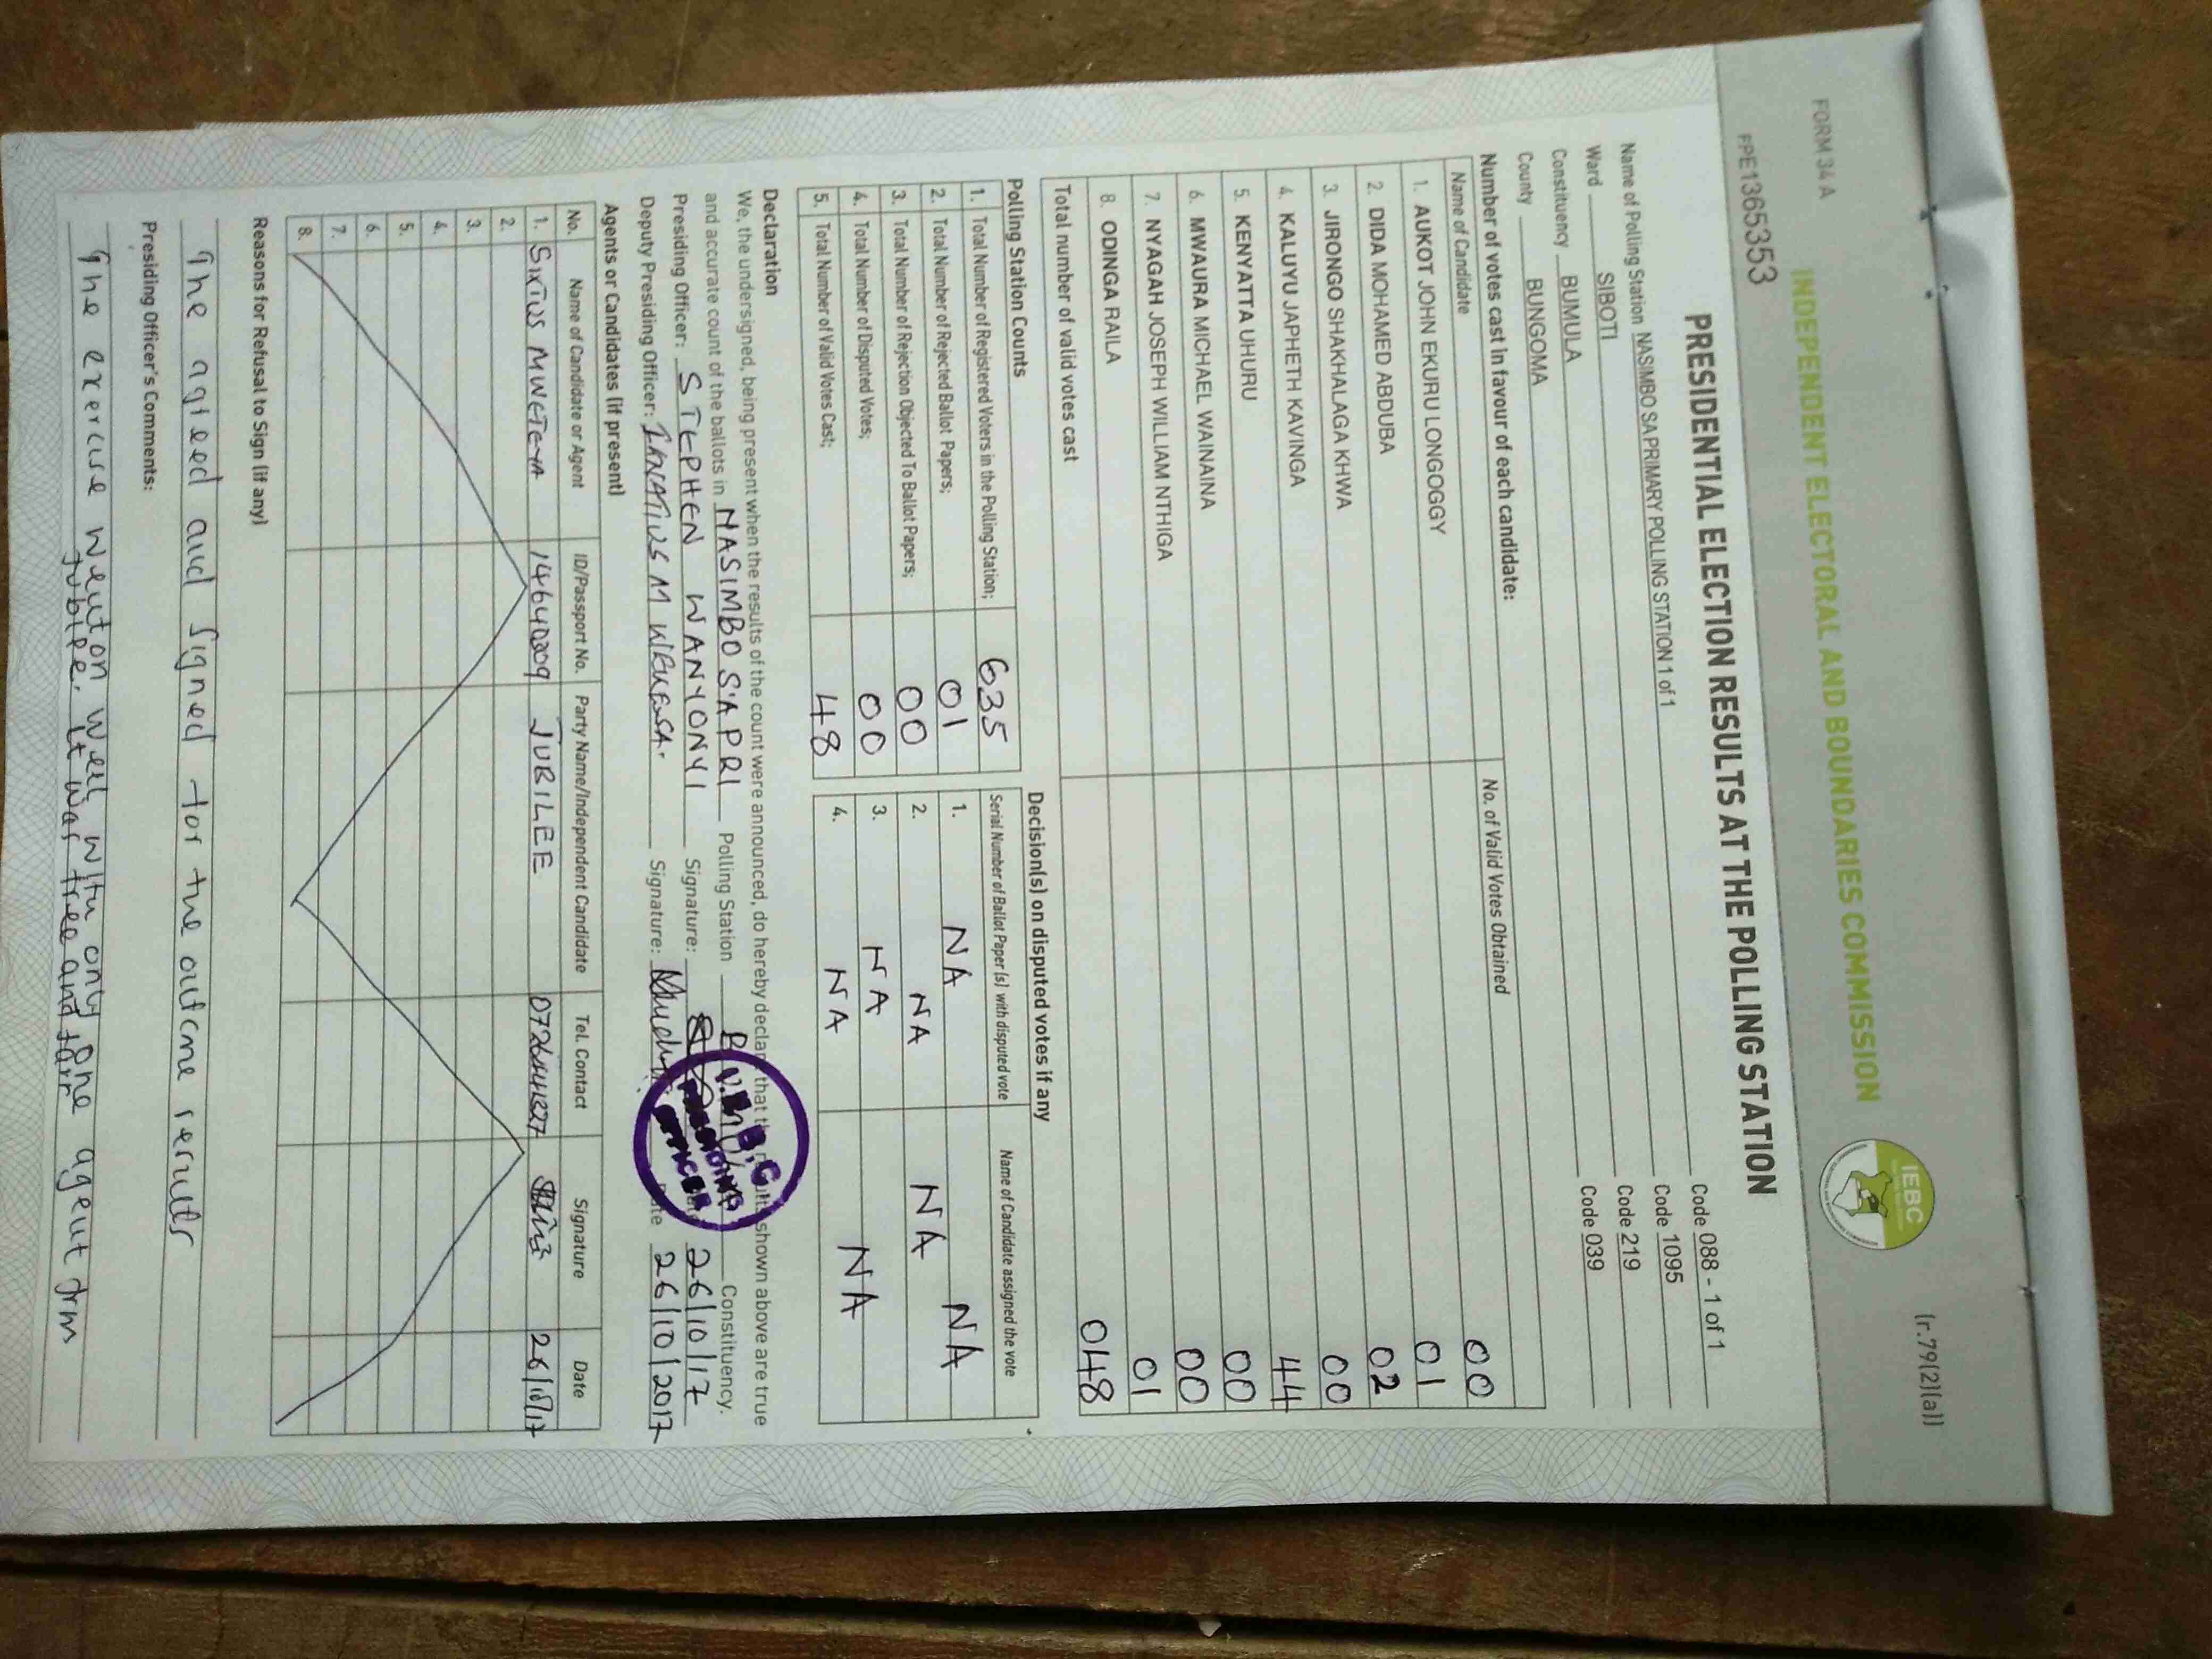 FORM 34 A
(r.79(2)(a))
INDEPENDENT ELECTORAL AND BOUNDARIES COMMISSION
IEBC
FPE1365353
PRESIDENTIAL ELECTION RESULTS AT THE POLLING STATION
Name of Polling Station NASIMBO SA PRIMARY POLLING STATION 1 of 1 Code 088 - 1 of 1
Ward SIBOTI Code 1095
Constituency BUMULA Code 219
County BUNGOMA Code 039
Number of votes cast in favour of each candidate:
Name of Candidate No. of Valid Votes Obtained
1. AUKOT JOHN EKURU LONGOGGY 00
2. DIDA MOHAMED ABDUBA 01
3. JIRONGO SHAKHALAGA KHWA 02
4. KALUYU JAPHETH KAVINGA 00
5. KENYATTA UHURU 44
6. MWAURA MICHAEL WAINAINA 00
7. NYAGAH JOSEPH WILLIAM NTHIGA 00
8. ODINGA RAILA 01
Total number of valid votes cast 048
Polling Station Counts
1. Total Number of Registered Voters in the Polling Station; 635
2. Total Number of Rejected Ballot Papers; 01
3. Total Number of Rejection Objected To Ballot Papers; 00
4. Total Number of Disputed Votes; 00
5. Total Number of Valid Votes Cast; 48
Decision(s) on disputed votes if any
Serial Number of Ballot Paper (s) with disputed vote Name of Candidate assigned the vote
1. NA NA
2. NA NA
3. NA
4. NA NA
Declaration
We, the undersigned, being present when the results of the count were announced, do hereby declare that the results shown above are true
and accurate count of the ballots in NASIMBO S.A PRI Polling Station Constituency.
Presiding Officer: STEPHEN WANYONYI Signature: Date 26/10/17
Deputy Presiding Officer: Signature: Date 26/10/2017
I.E.B.C
PRESIDING
OFFICER
Agents or Candidates (if present)
No. Name of Candidate or Agent ID/Passport No. Party Name/Independent Candidate Tel. Contact Signature Date
1. SIXTUS JUBILEE 26/10/17
2.
3.
4.
5.
6.
7.
8.
Reasons for Refusal to Sign (if any)
The agreed and signed for the outcome results
Presiding Officer's Comments:
The exercise went on well with only one agent from
Jubilee. It was free and fair